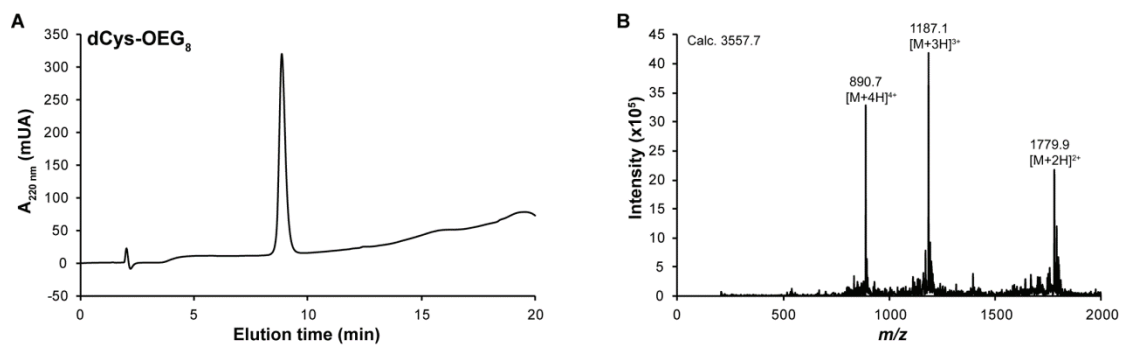 A
dCys-OEG₈
350
300
250
200
150
100
50
0
-50
A₂₂₀ ₙₘ (mUA)
0
5
10
15
20
Elution time (min)
B
Calc. 3557.7
1187.1
[M+3H]³⁺
890.7
[M+4H]⁴⁺
1779.9
[M+2H]²⁺
45
40
35
30
25
20
15
10
5
0
Intensity (x10⁵)
0
500
1000
1500
2000
m/z